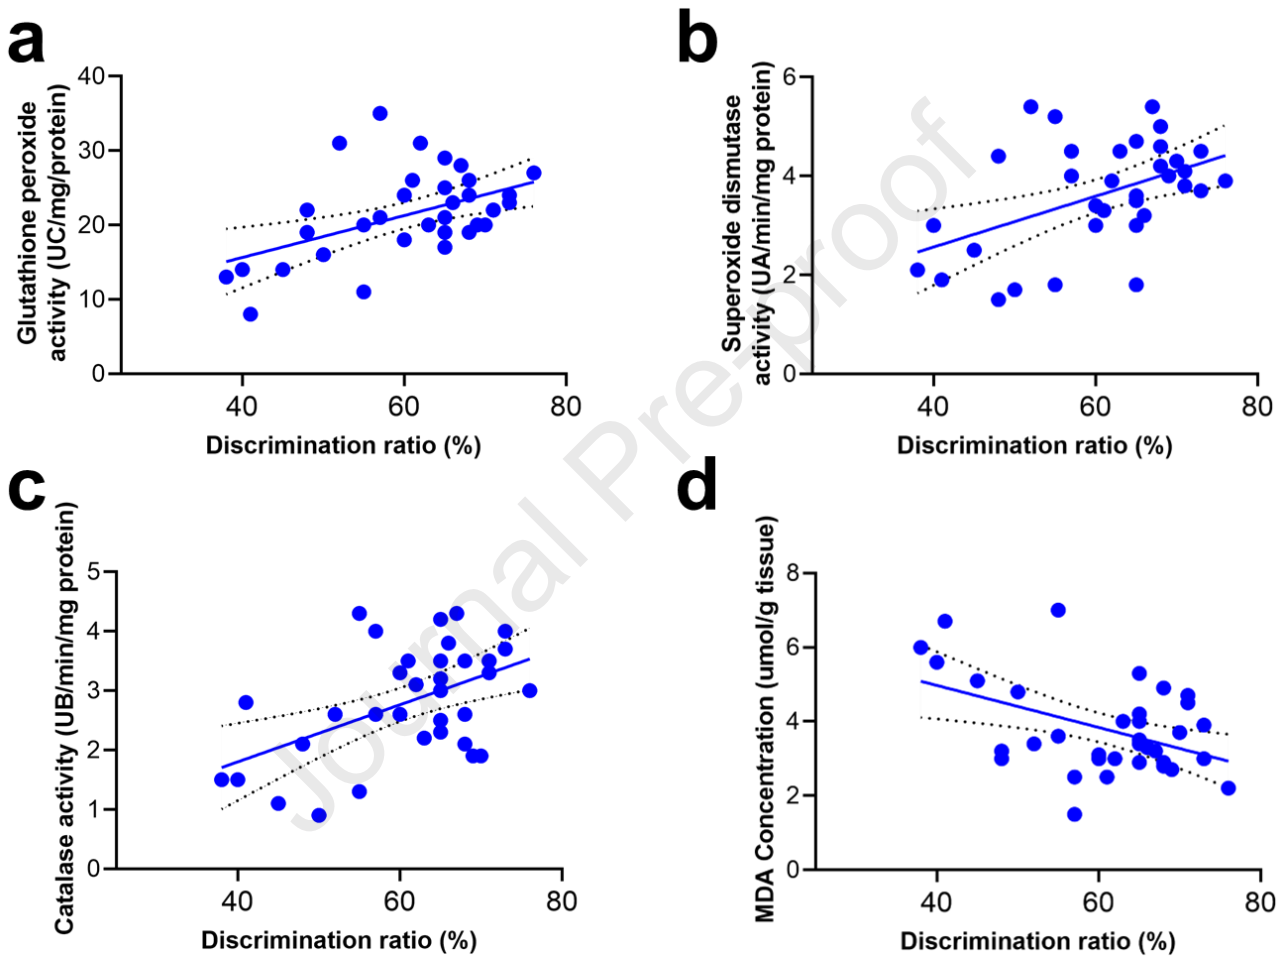 a
40
30
20
10
0
Glutathione peroxide
activity (UC/mg/protein)
40 60 80
Discrimination ratio (%)
b
6
4
2
0
Superoxide dismutase
activity (UA/min/mg protein)
40 60 80
Discrimination ratio (%)
c
5
4
3
2
1
0
Catalase activity (UB/min/mg protein)
40 60 80
Discrimination ratio (%)
d
8
6
4
2
0
MDA Concentration (umol/g tissue)
40 60 80
Discrimination ratio (%)
Journal Pre-proof